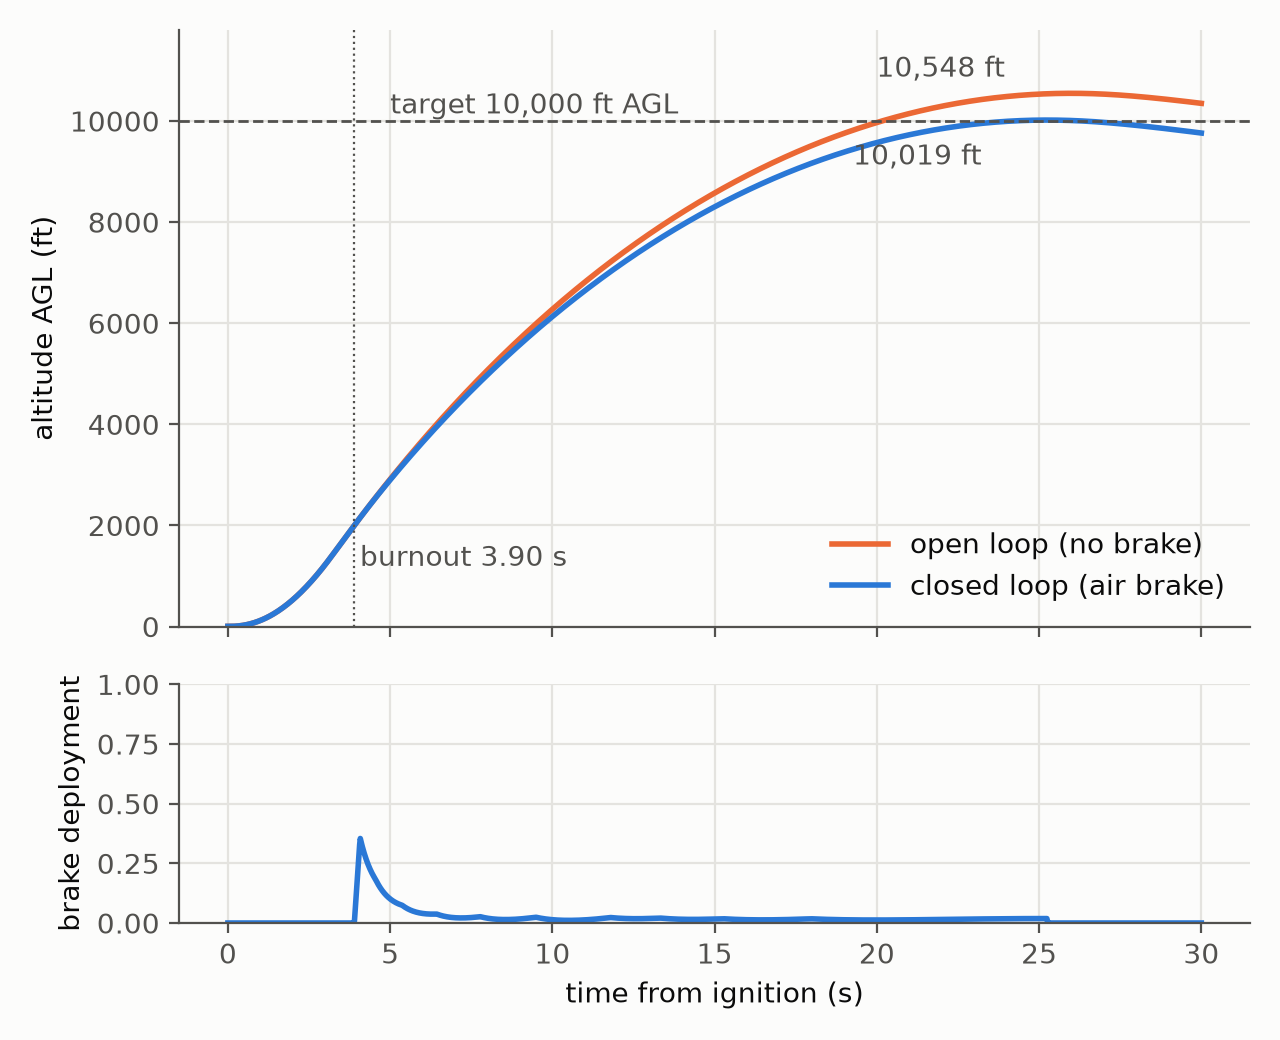 10,548 ft
target 10,000 ft AGL
10,019 ft
burnout 3.90 s
open loop (no brake)
closed loop (air brake)
altitude AGL (ft)
10000
8000
6000
4000
2000
0
brake deployment
1.00
0.75
0.50
0.25
0.00
0 5 10 15 20 25 30
time from ignition (s)